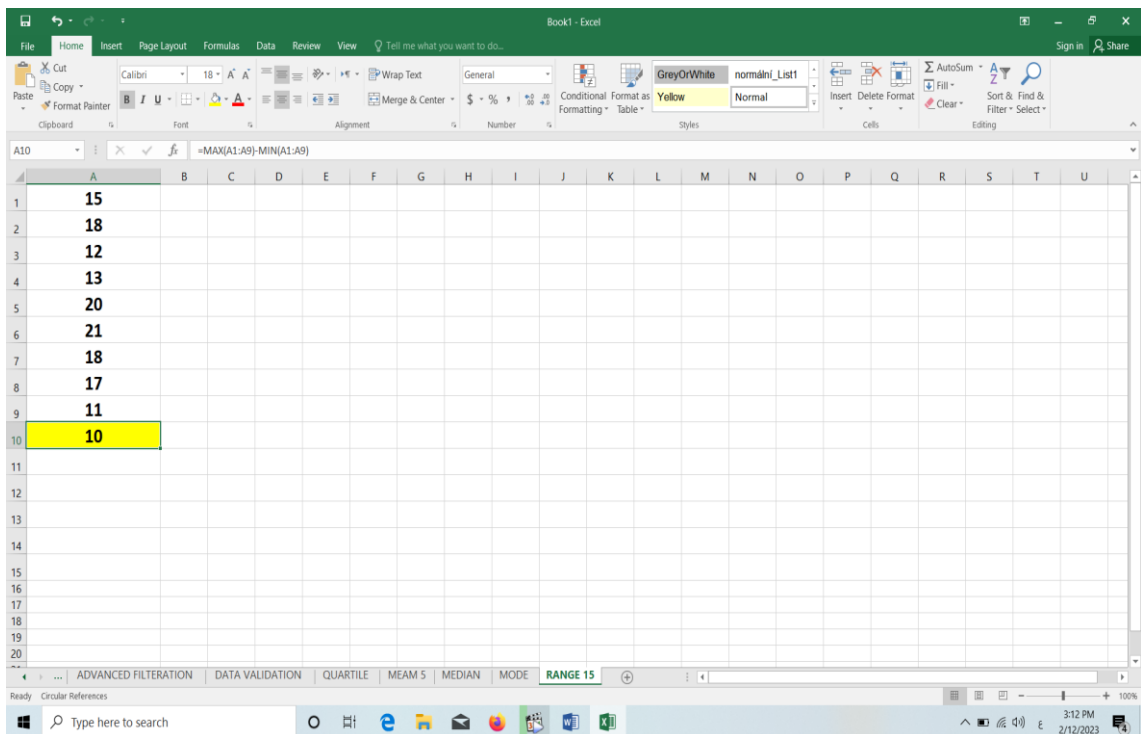 Book1 - Excel
File Home Insert Page Layout Formulas Data Review View Tell me what you want to do... Sign in Share
Cut
Copy
Format Painter
Paste
Calibri 18 A A
B I U A
Wrap Text
Merge & Center
General
$ % ,
Conditional Formatting
Format as Table
GreyOrWhite normální_List1
Yellow Normal
Insert Delete Format
AutoSum
Fill
Clear
Sort & Filter
Find & Select
Clipboard Font Alignment Number Styles Cells Editing
A10 fx =MAX(A1:A9)-MIN(A1:A9)
A B C D E F G H I J K L M N O P Q R S T U
1 15
2 18
3 12
4 13
5 20
6 21
7 18
8 17
9 11
10 10
11
12
13
14
15
16
17
18
19
20
... ADVANCED FILTERATION DATA VALIDATION QUARTILE MEAM 5 MEDIAN MODE RANGE 15
Ready Circular References 100%
Type here to search
ع 3:12 PM
2/12/2023